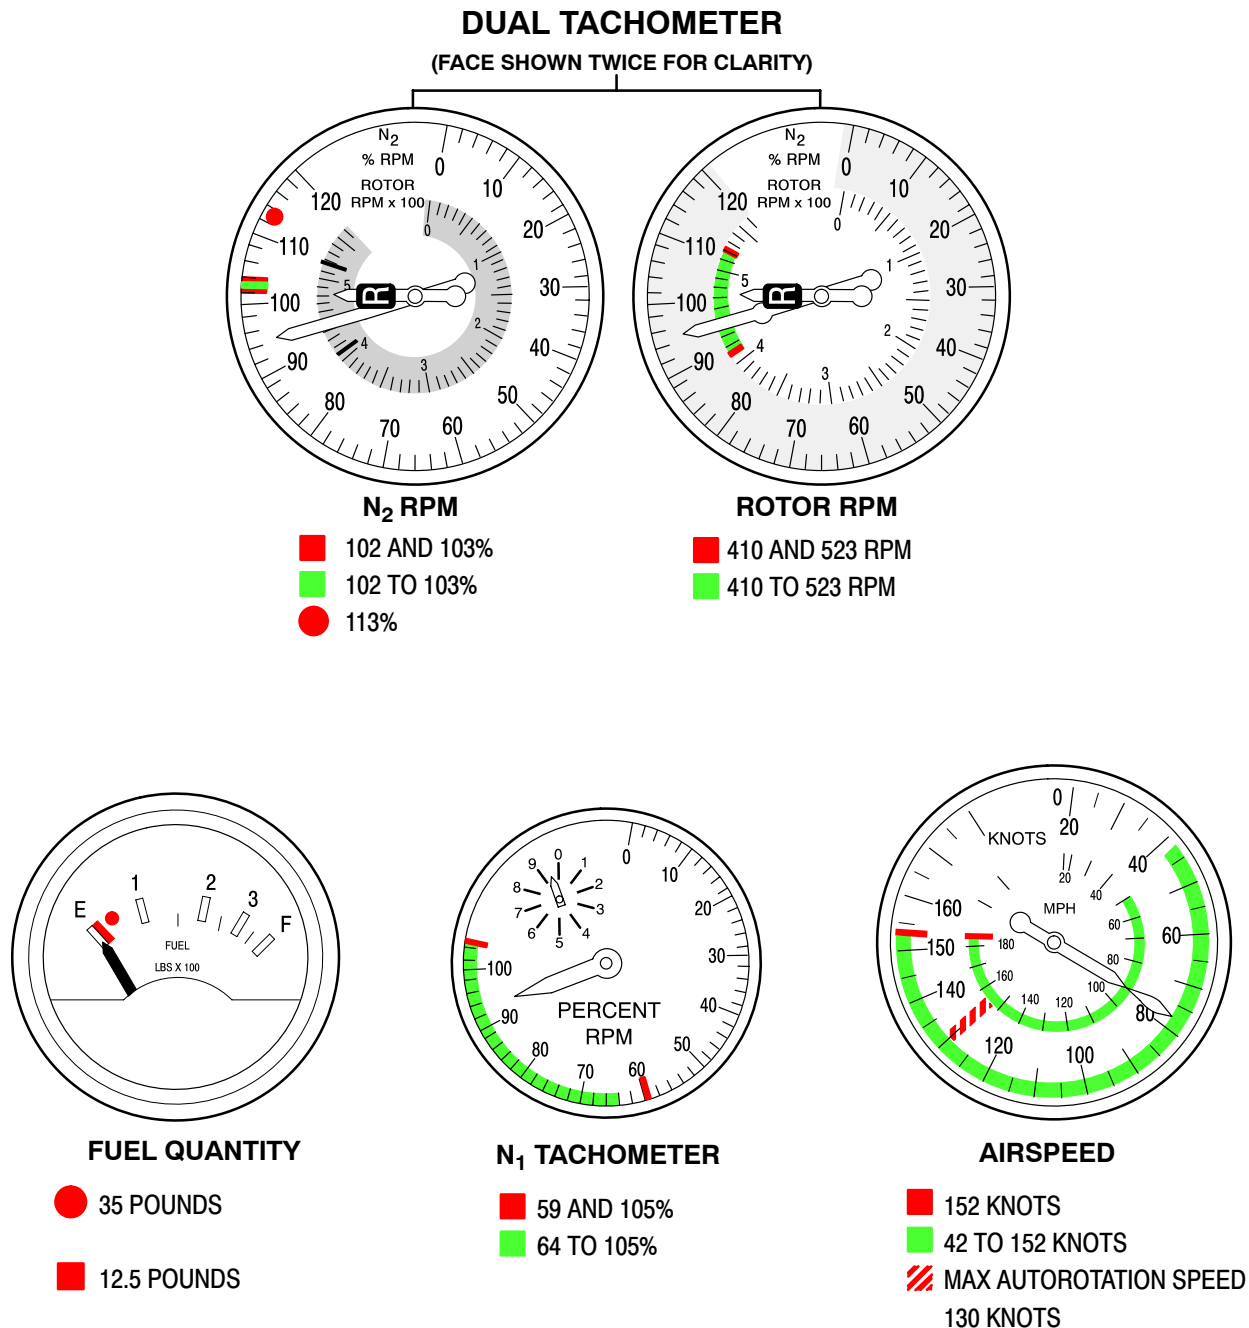 DUAL TACHOMETER
(FACE SHOWN TWICE FOR CLARITY)
N2
% RPM
ROTOR
RPM x 100
0
10
20
30
40
50
60
70
80
90
100
110
120
0
1
2
3
4
5
R
N2
% RPM
ROTOR
RPM x 100
0
10
20
30
40
50
60
70
80
90
100
110
120
0
1
2
3
4
5
R
N2 RPM
102 AND 103%
102 TO 103%
113%
ROTOR RPM
410 AND 523 RPM
410 TO 523 RPM
E
1
2
3
F
FUEL
LBS X 100
FUEL QUANTITY
35 POUNDS
12.5 POUNDS
0
1
2
3
4
5
6
7
8
9
0
10
20
30
40
50
60
70
80
90
100
PERCENT
RPM
N1 TACHOMETER
59 AND 105%
64 TO 105%
0
20
40
60
80
100
120
140
150
160
KNOTS
MPH
20
40
60
80
100
120
140
160
180
AIRSPEED
152 KNOTS
42 TO 152 KNOTS
MAX AUTOROTATION SPEED
130 KNOTS